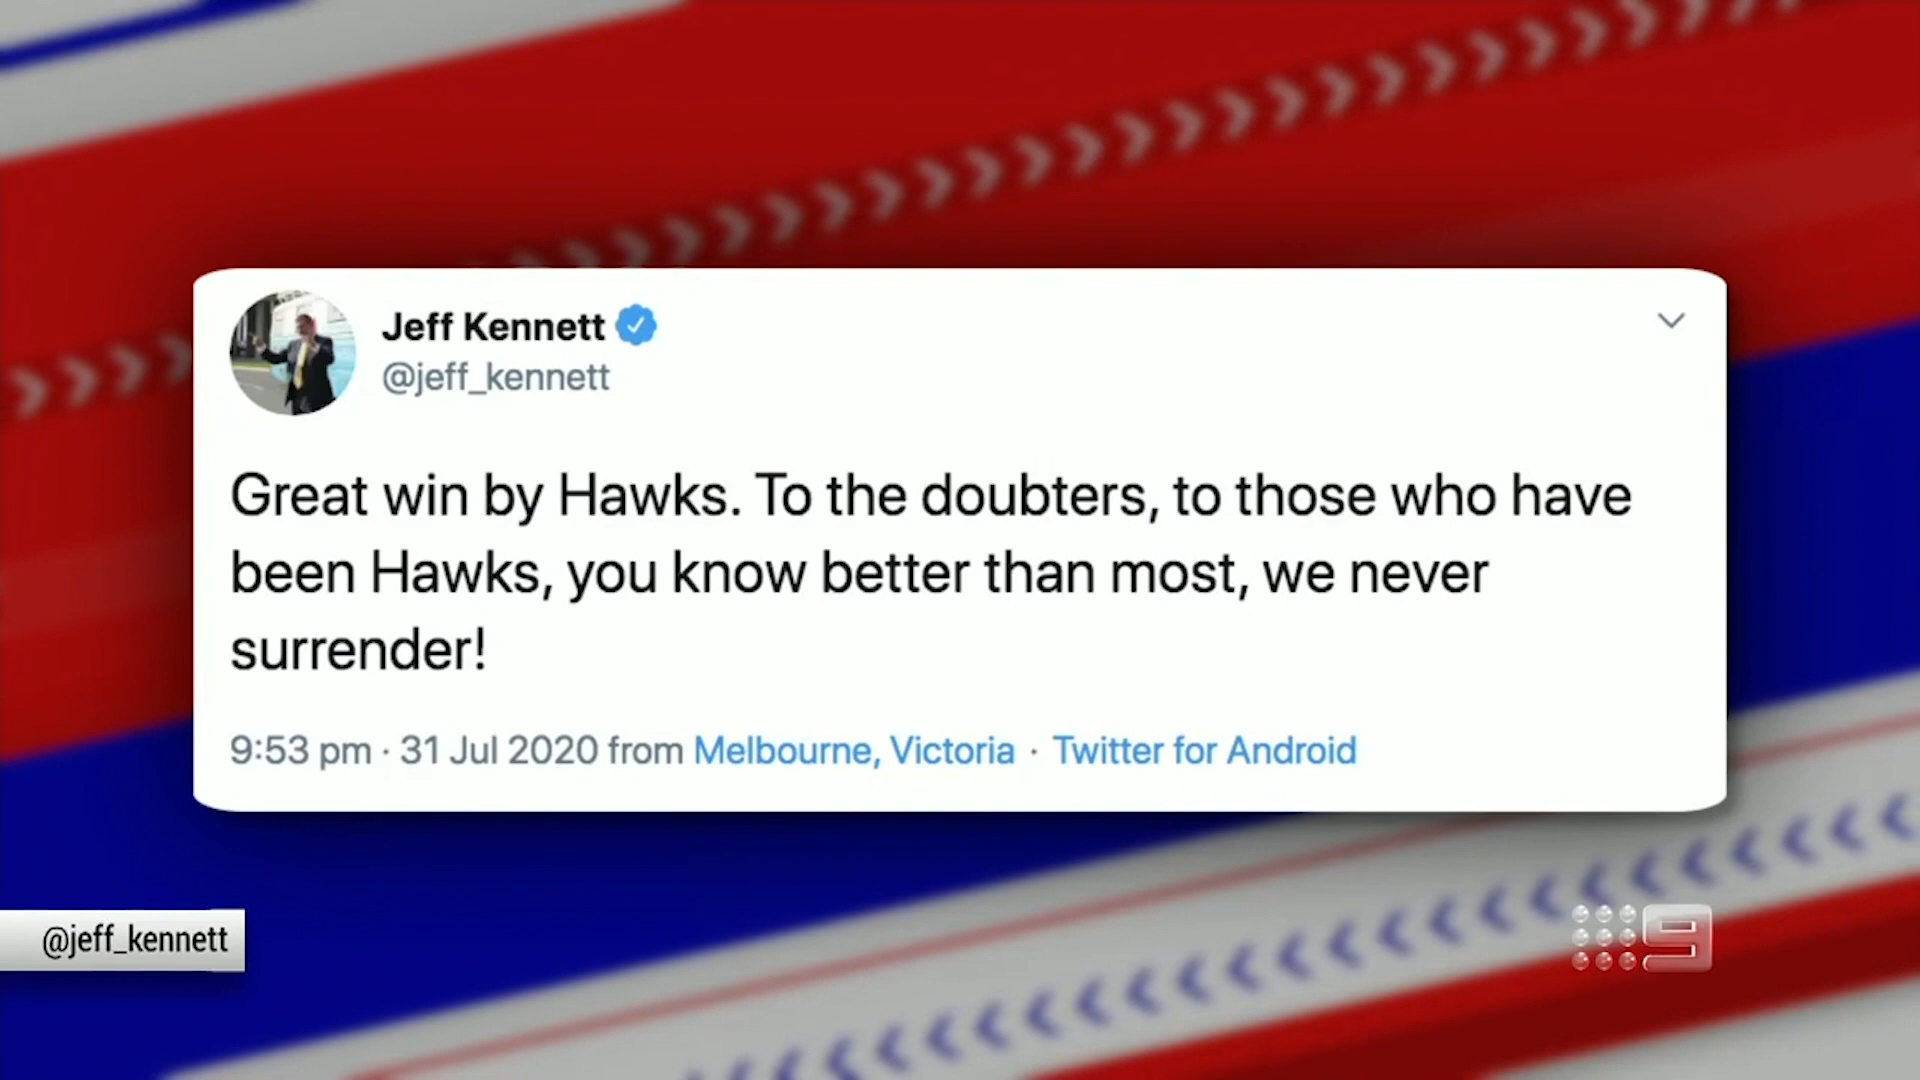 Jeff Kennett
@jeff_kennett
Great win by Hawks. To the doubters, to those who have
been Hawks, you know better than most, we never
surrender!
9:53 pm · 31 Jul 2020 from Melbourne, Victoria · Twitter for Android
@jeff_kennett
9